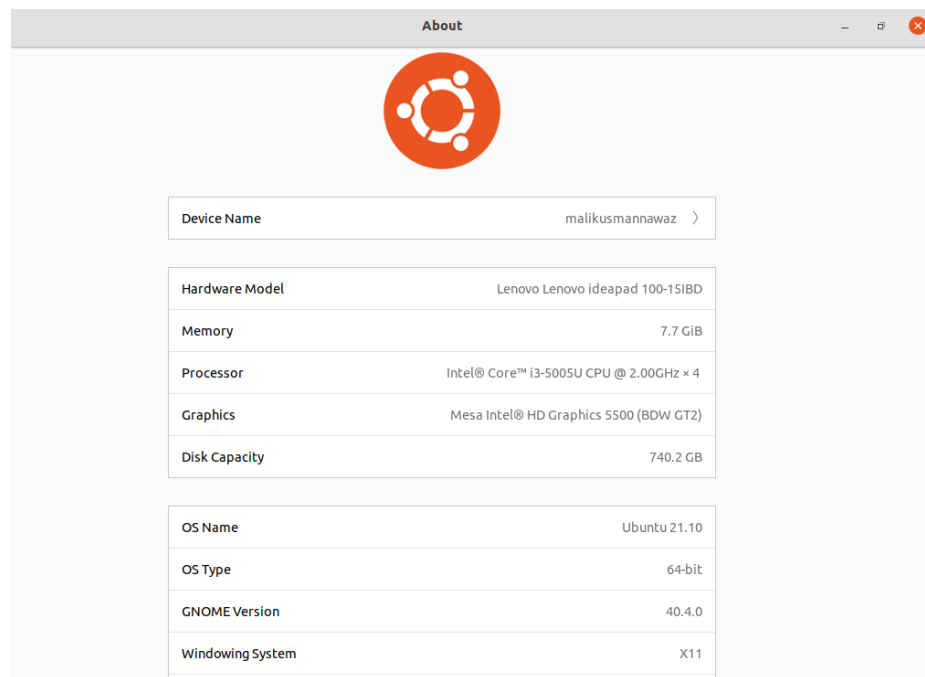 About
Device Name malikusmannawaz
Hardware Model Lenovo Lenovo ideapad 100-15IBD
Memory 7.7 GiB
Processor Intel® Core™ i3-5005U CPU @ 2.00GHz × 4
Graphics Mesa Intel® HD Graphics 5500 (BDW GT2)
Disk Capacity 740.2 GB
OS Name Ubuntu 21.10
OS Type 64-bit
GNOME Version 40.4.0
Windowing System X11